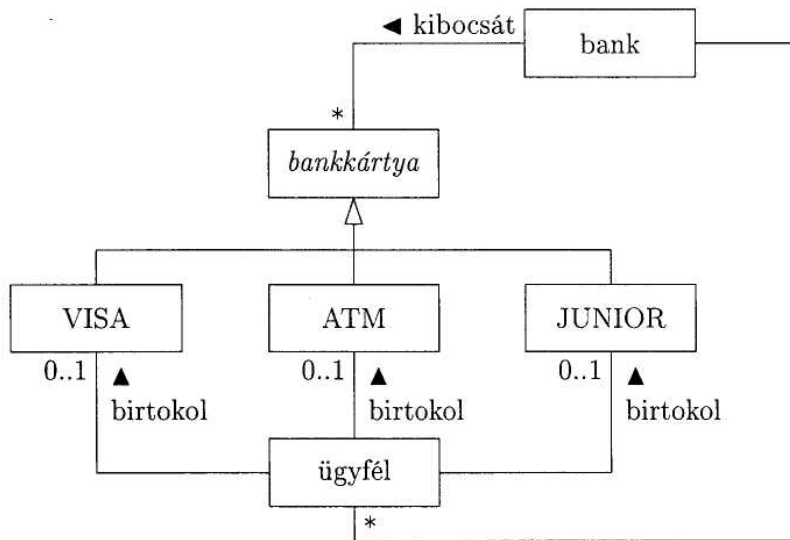 ◄ kibocsát
bank
*
bankkártya
VISA
ATM
JUNIOR
0..1 ▲
0..1 ▲
0..1 ▲
birtokol
birtokol
birtokol
ügyfél
*